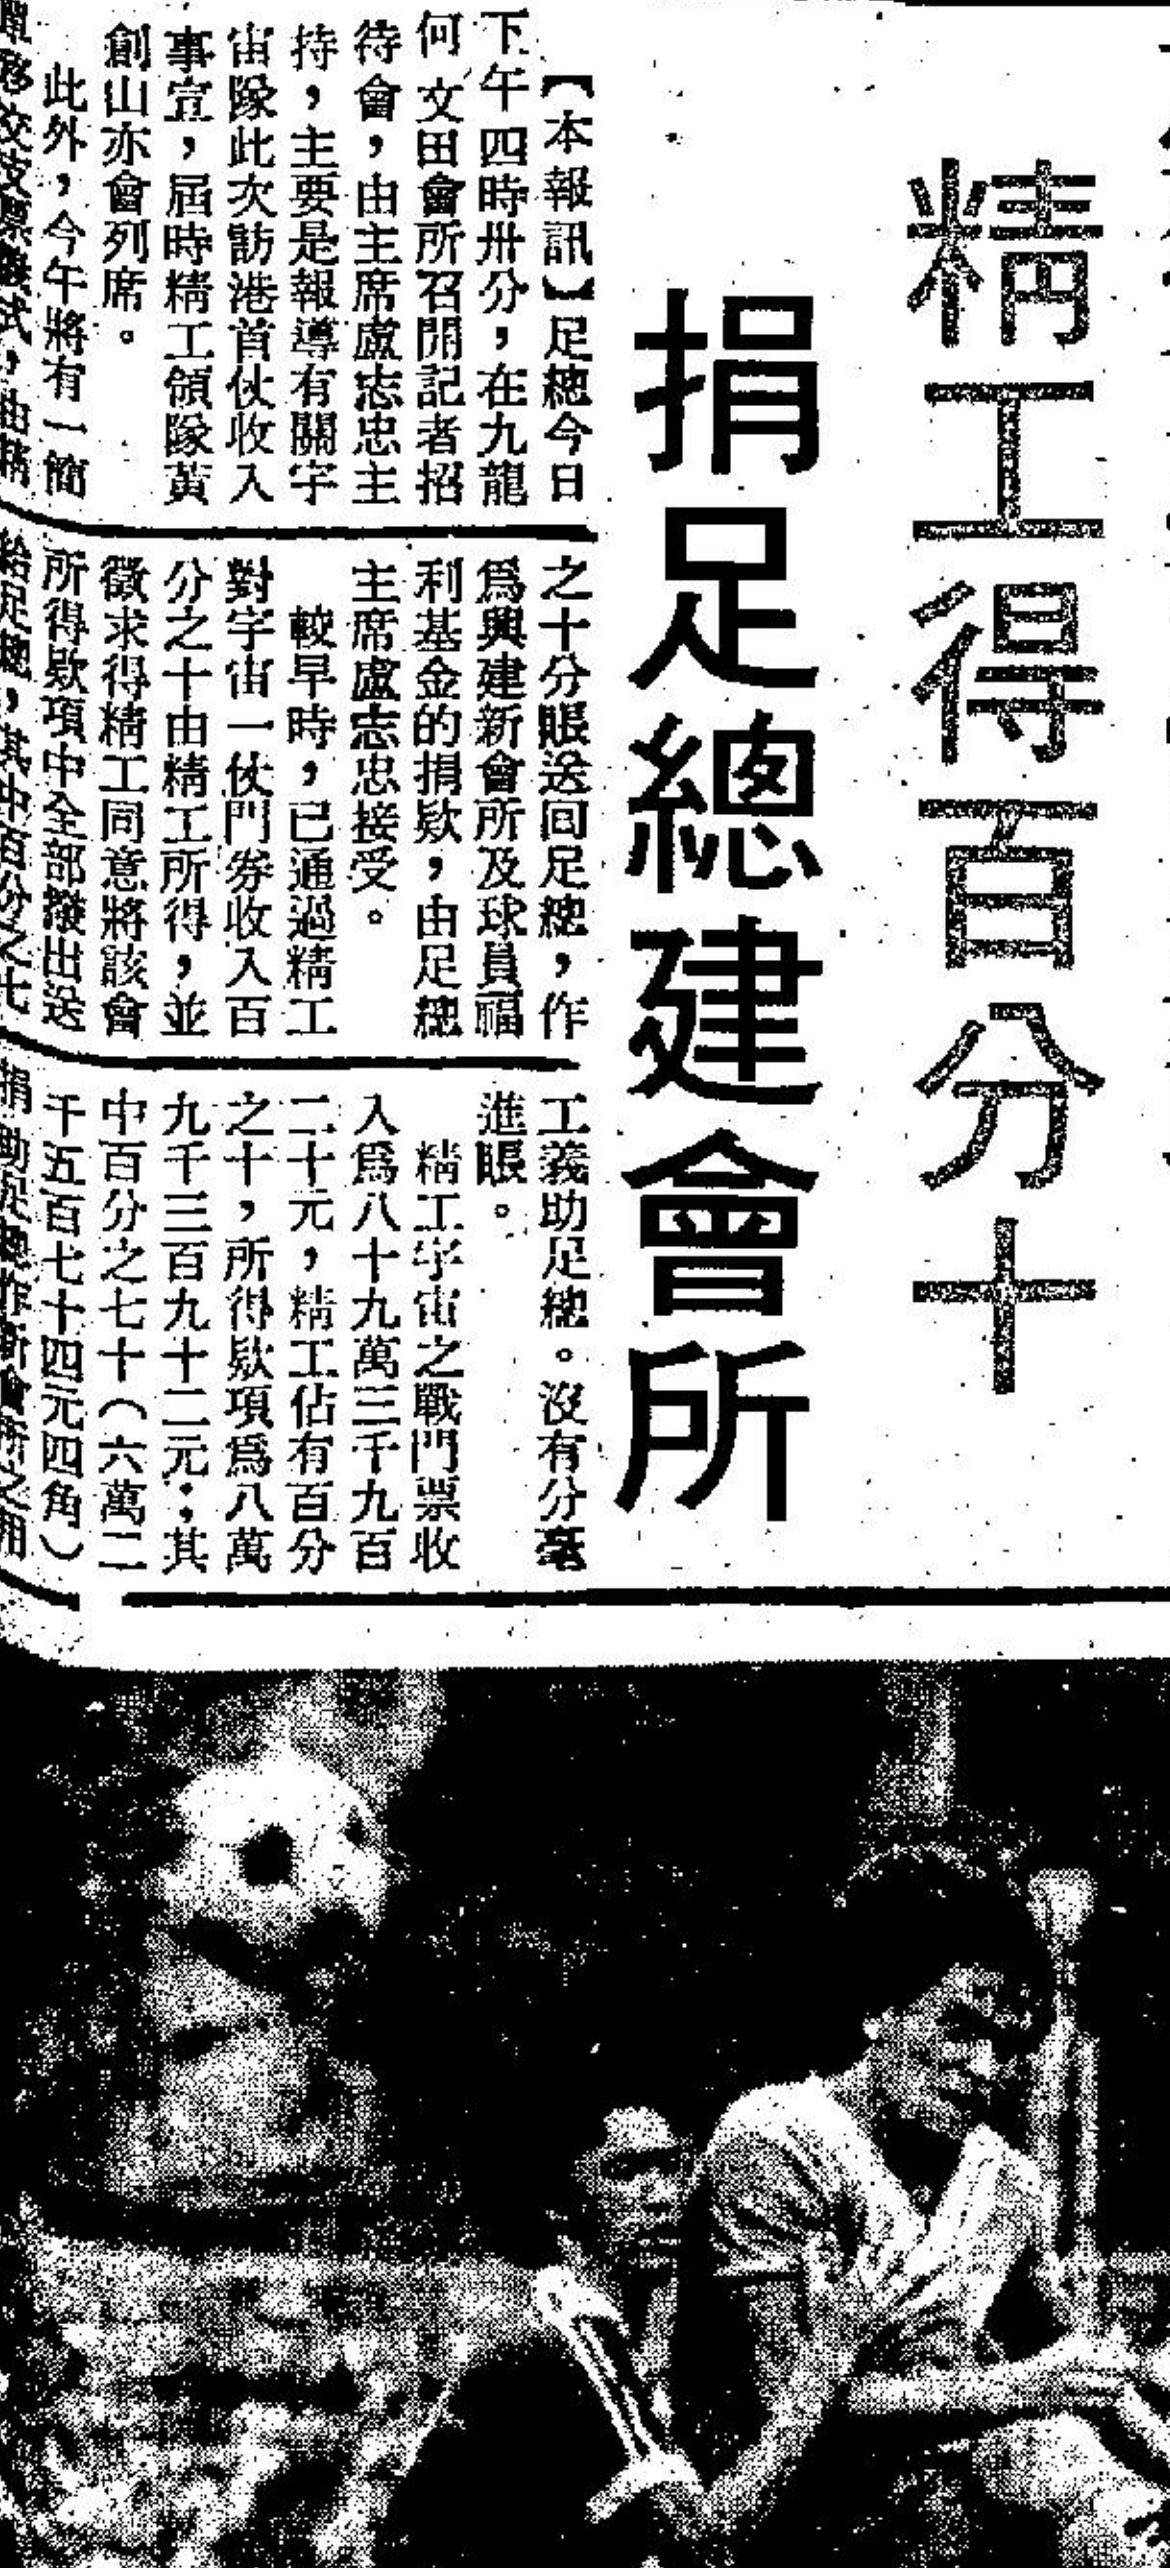 精工得百分十
捐足總建會所
【本報訊】足總今日
下午四時卅分，在九龍
何文田會所召開記者招
待會，由主席盧志忠主
持，主要是報導有關宇
宙隊此次訪港首仗收入
事宜，屆時精工領隊黃
創山亦會列席。
此外，今午將有一簡
之十分賬送回足總，作
爲興建新會所及球員福
利基金的捐欵，由足總
主席盧志忠接受。
較早時，已通過精工
對宇宙一仗門券收入百
分之十由精工所得，並
徵求得精工同意將該會
所得欵項中全部撥出送
給足總，其中百份之七
工義助足總。沒有分毫
進賬。
精工宇宙之戰門票收
入爲八十九萬三千九百
二十元，精工佔有百分
之十，所得欵項爲八萬
九千三百九十二元；其
中百分之七十（六萬二
千五百七十四元四角）